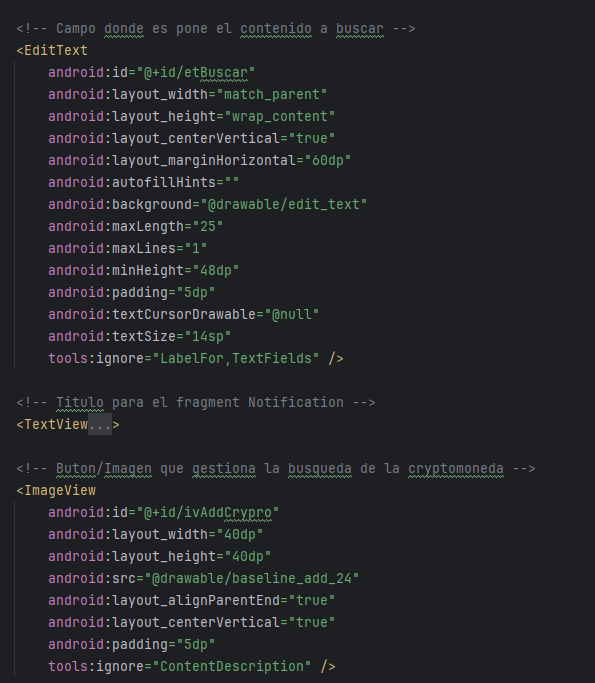 <!-- Campo donde es pone el contenido a buscar -->
<EditText
android:id="@+id/etBuscar"
android:layout_width="match_parent"
android:layout_height="wrap_content"
android:layout_centerVertical="true"
android:layout_marginHorizontal="60dp"
android:autofillHints=""
android:background="@drawable/edit_text"
android:maxLength="25"
android:maxLines="1"
android:minHeight="48dp"
android:padding="5dp"
android:textCursorDrawable="@null"
android:textSize="14sp"
tools:ignore="LabelFor,TextFields" />
<!-- Titulo para el fragment Notification -->
<TextView...>
<!-- Buton/Imagen que gestiona la busqueda de la cryptomoneda -->
<ImageView
android:id="@+id/ivAddCrypro"
android:layout_width="40dp"
android:layout_height="40dp"
android:src="@drawable/baseline_add_24"
android:layout_alignParentEnd="true"
android:layout_centerVertical="true"
android:padding="5dp"
tools:ignore="ContentDescription" />